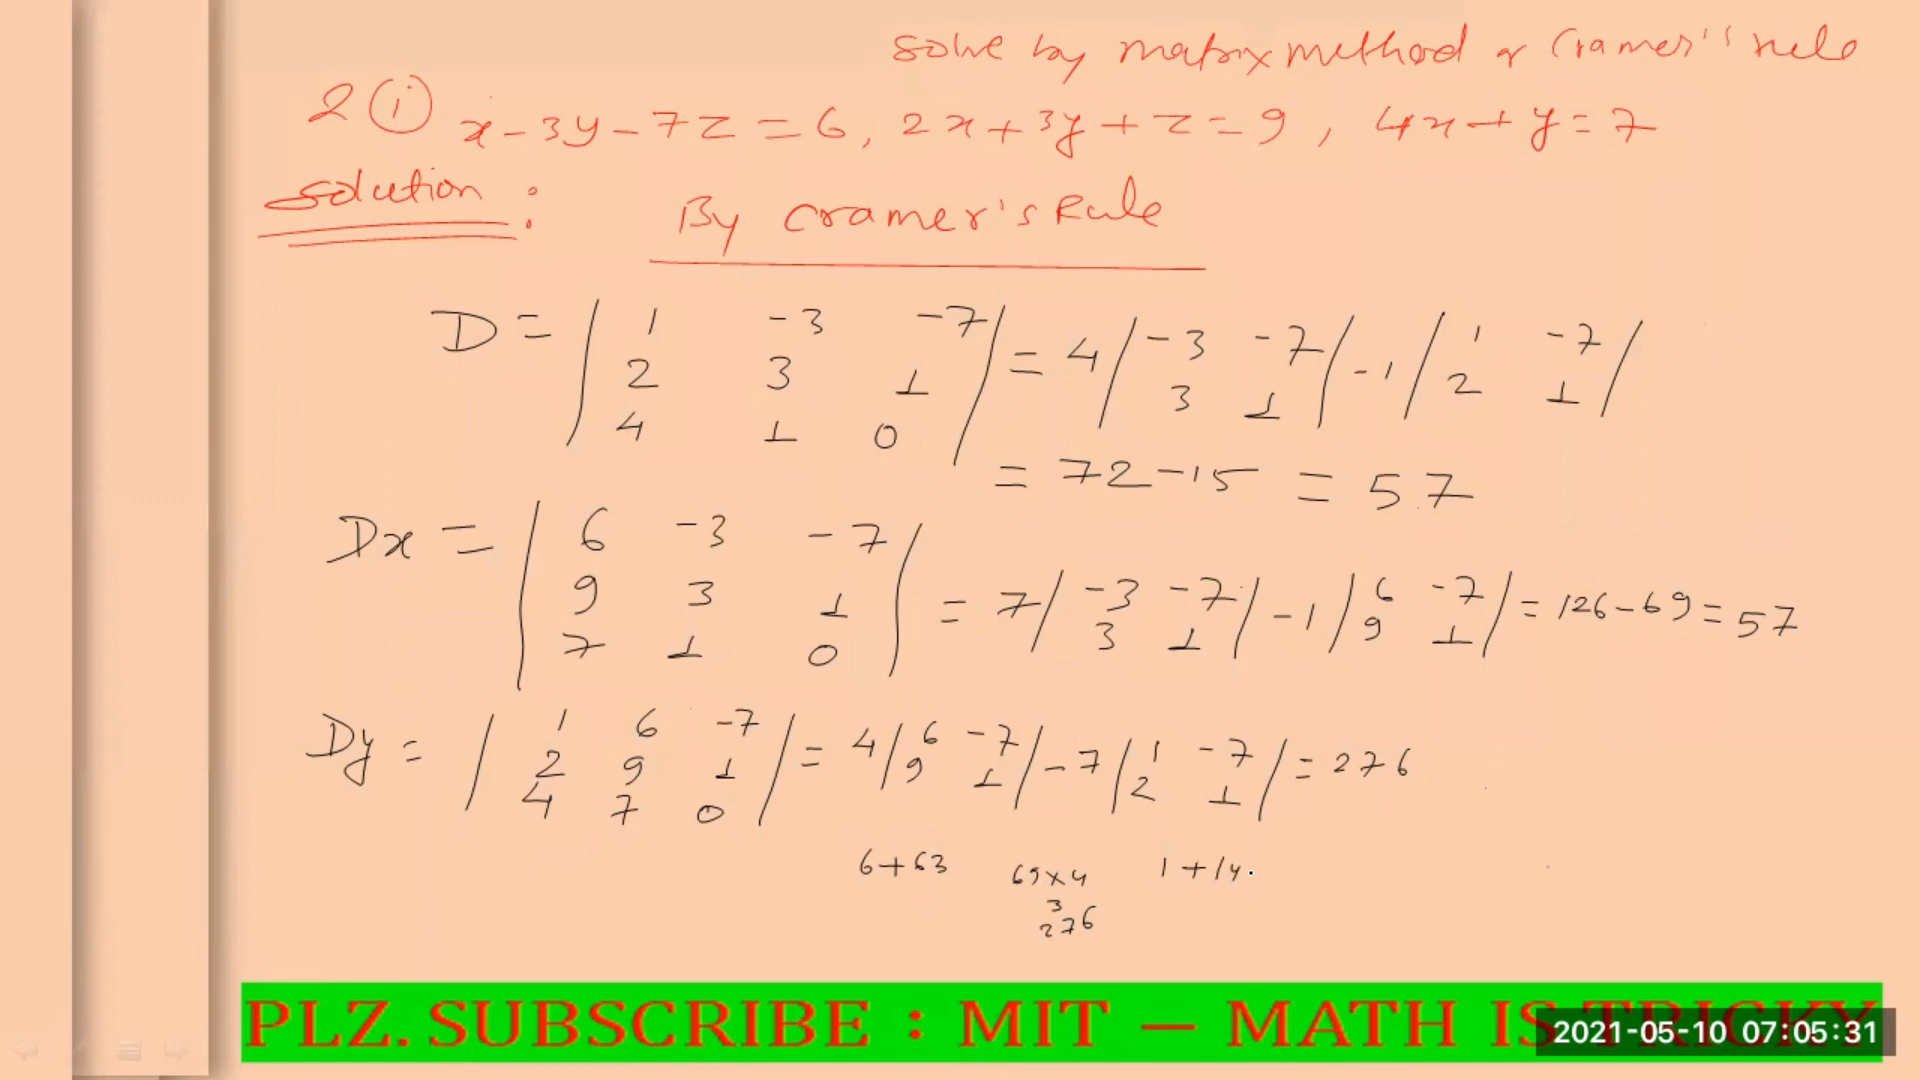 solve by matrix method or Cramer's rule
2 (i) x - 3y - 7z = 6, 2x + 3y + z = 9, 4x + y = 7
Solution :
By Cramer's Rule
D = | 1 -3 -7 | = 4 | -3 -7 | - 1 | 1 -7 |
2 3 1 3 1 2 1
4 1 0
= 72 - 15 = 57
Dx = | 6 -3 -7 |
9 3 1 = 7 | -3 -7 | - 1 | 6 -7 | = 126 - 69 = 57
7 1 0 3 1 9 1
Dy = | 1 6 -7 | = 4 | 6 -7 | - 7 | 1 -7 | = 276
2 9 1 9 1 2 1
4 7 0
6 + 63 69 x 4 1 + 14
3
276
PLZ. SUBSCRIBE : MIT – MATH IS TRICKY
2021-05-10 07:05:31